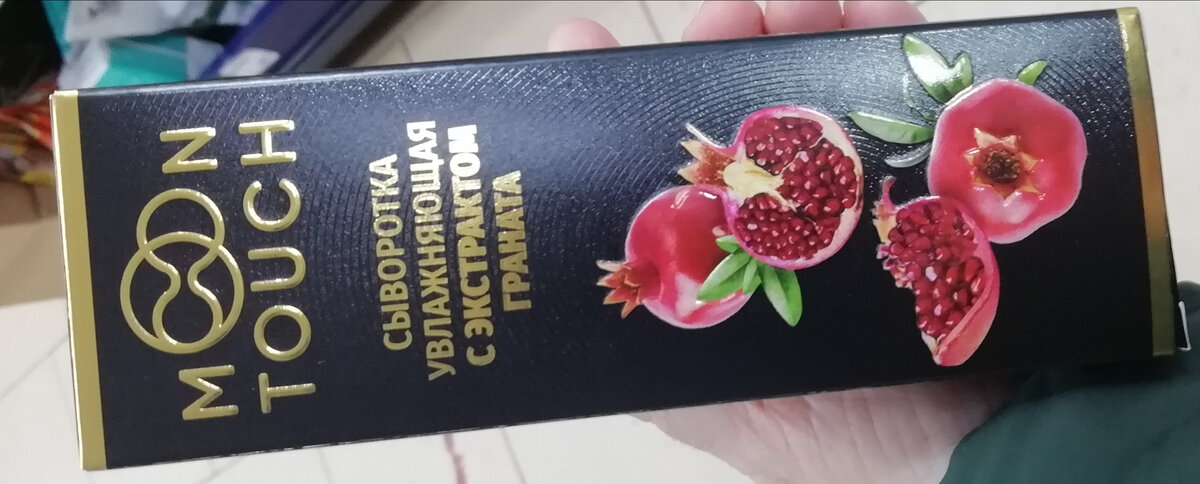 MOON
TOUCH
СЫВОРОТКА
УВЛАЖНЯЮЩАЯ
С ЭКСТРАКТОМ
ГРАНАТА